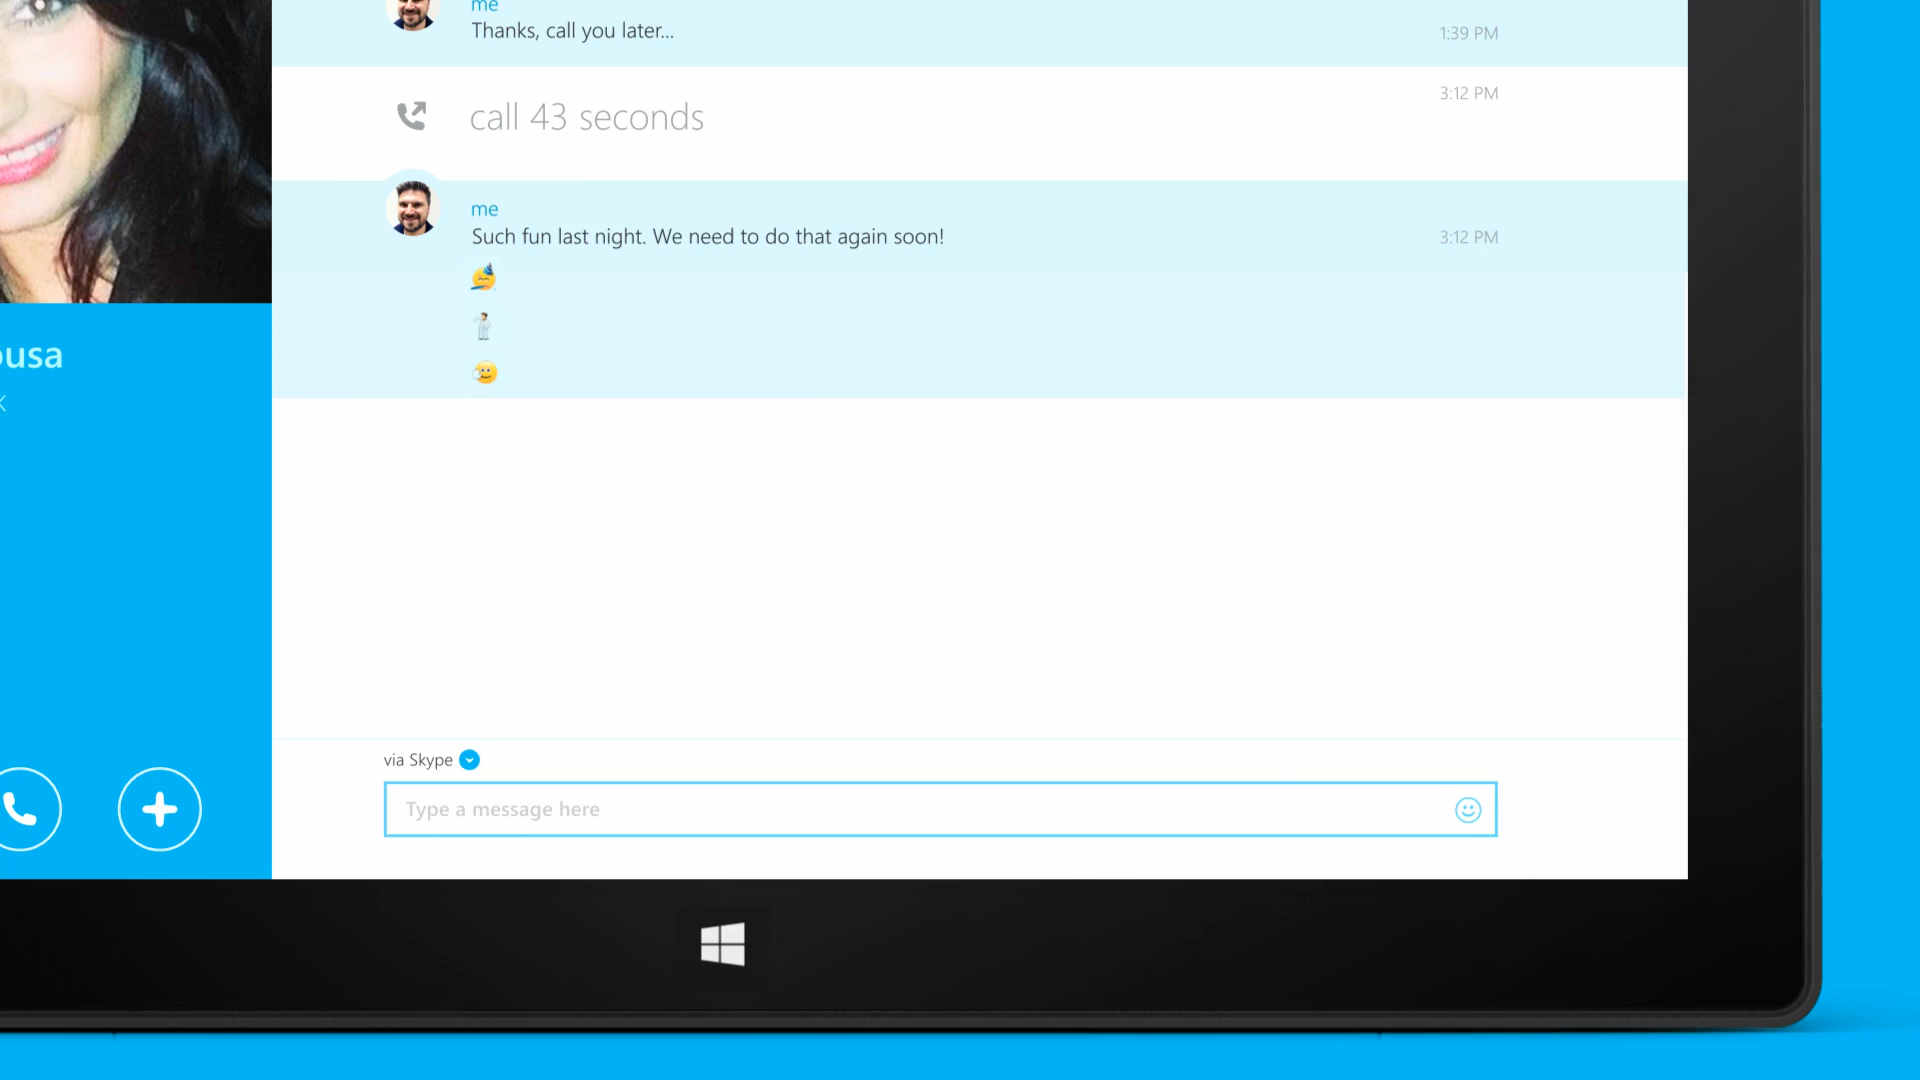 me
Thanks, call you later...
1:39 PM
call 43 seconds
3:12 PM
me
Such fun last night. We need to do that again soon!
3:12 PM
ousa
K
via Skype
Type a message here